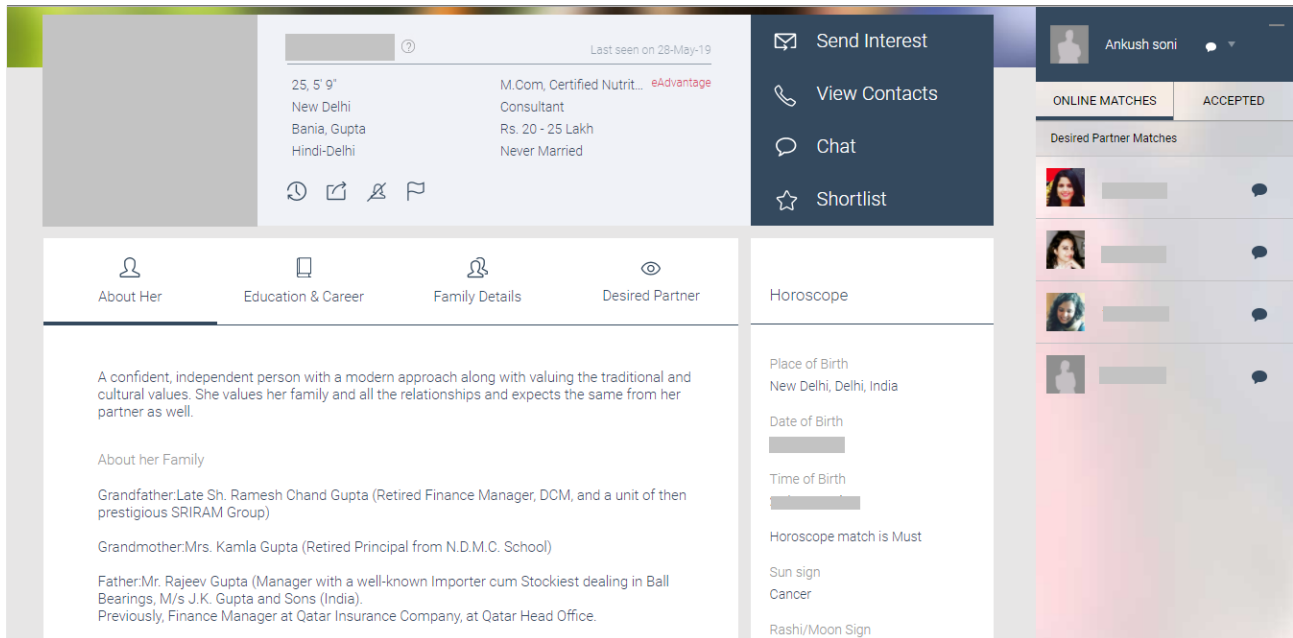 Last seen on 28-May-19
25, 5' 9"
New Delhi
Bania, Gupta
Hindi-Delhi
M.Com, Certified Nutrit... eAdvantage
Consultant
Rs. 20 - 25 Lakh
Never Married
Send Interest
View Contacts
Chat
Shortlist
Ankush soni
ONLINE MATCHES ACCEPTED
Desired Partner Matches
About Her
Education & Career
Family Details
Desired Partner
A confident, independent person with a modern approach along with valuing the traditional and
cultural values. She values her family and all the relationships and expects the same from her
partner as well.
About her Family
Grandfather:Late Sh. Ramesh Chand Gupta (Retired Finance Manager, DCM, and a unit of then
prestigious SRIRAM Group)
Grandmother:Mrs. Kamla Gupta (Retired Principal from N.D.M.C. School)
Father:Mr. Rajeev Gupta (Manager with a well-known Importer cum Stockiest dealing in Ball
Bearings, M/s J.K. Gupta and Sons (India).
Previously, Finance Manager at Qatar Insurance Company, at Qatar Head Office.
Horoscope
Place of Birth
New Delhi, Delhi, India
Date of Birth
Time of Birth
Horoscope match is Must
Sun sign
Cancer
Rashi/Moon Sign